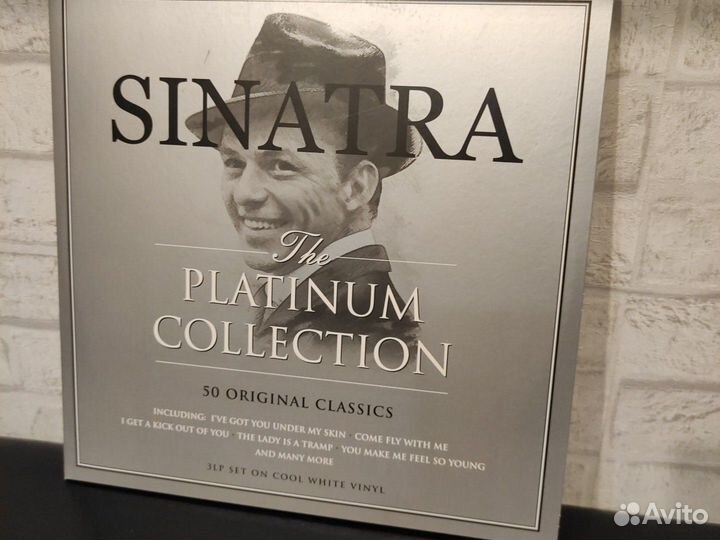 SINATRA
The
PLATINUM
COLLECTION
50 ORIGINAL CLASSICS
INCLUDING: I'VE GOT YOU UNDER MY SKIN · COME FLY WITH ME
I GET A KICK OUT OF YOU · THE LADY IS A TRAMP · YOU MAKE ME FEEL SO YOUNG
AND MANY MORE
3LP SET ON COOL WHITE VINYL
Avito